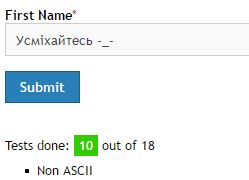 First Name*
Усміхайтесь -_-
Submit
Tests done: 10 out of 18
Non ASCII